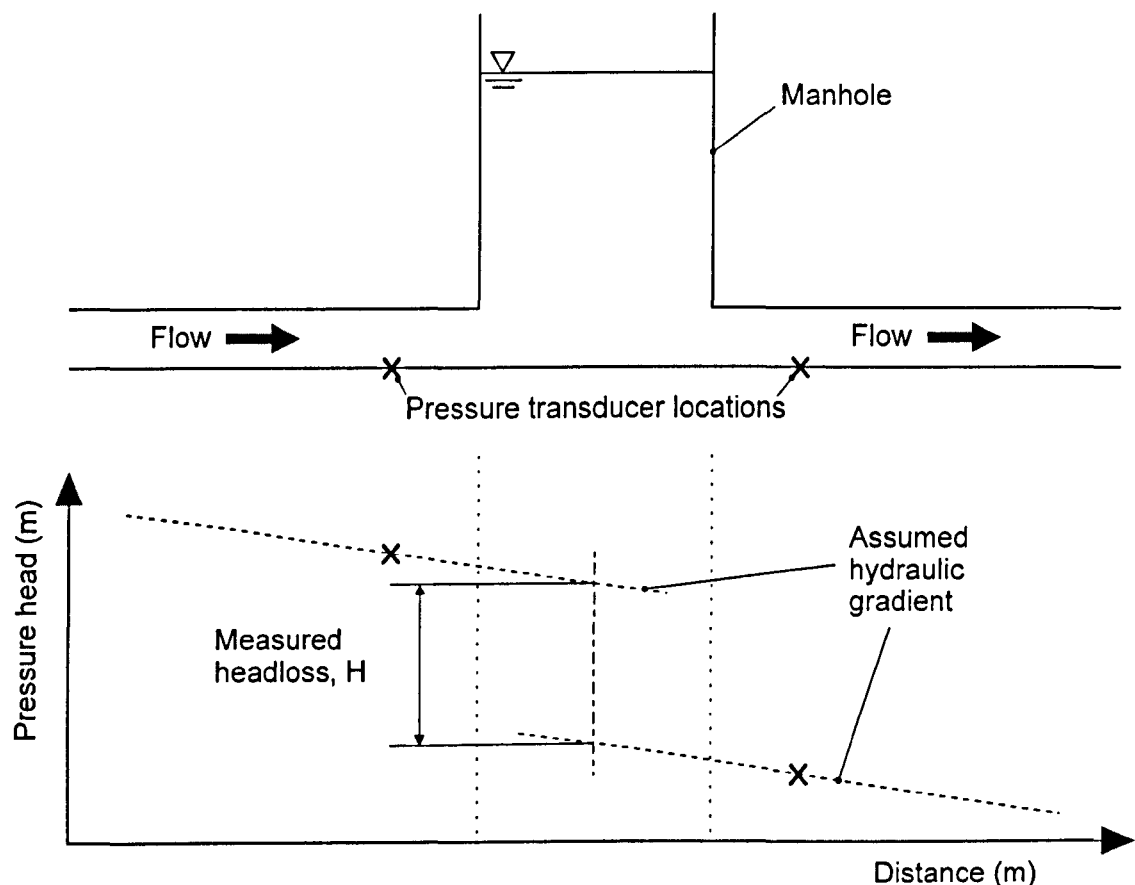 Manhole
Flow
Flow
Pressure transducer locations
Pressure head (m)
Assumed
hydraulic
gradient
Measured
headloss, H
Distance (m)